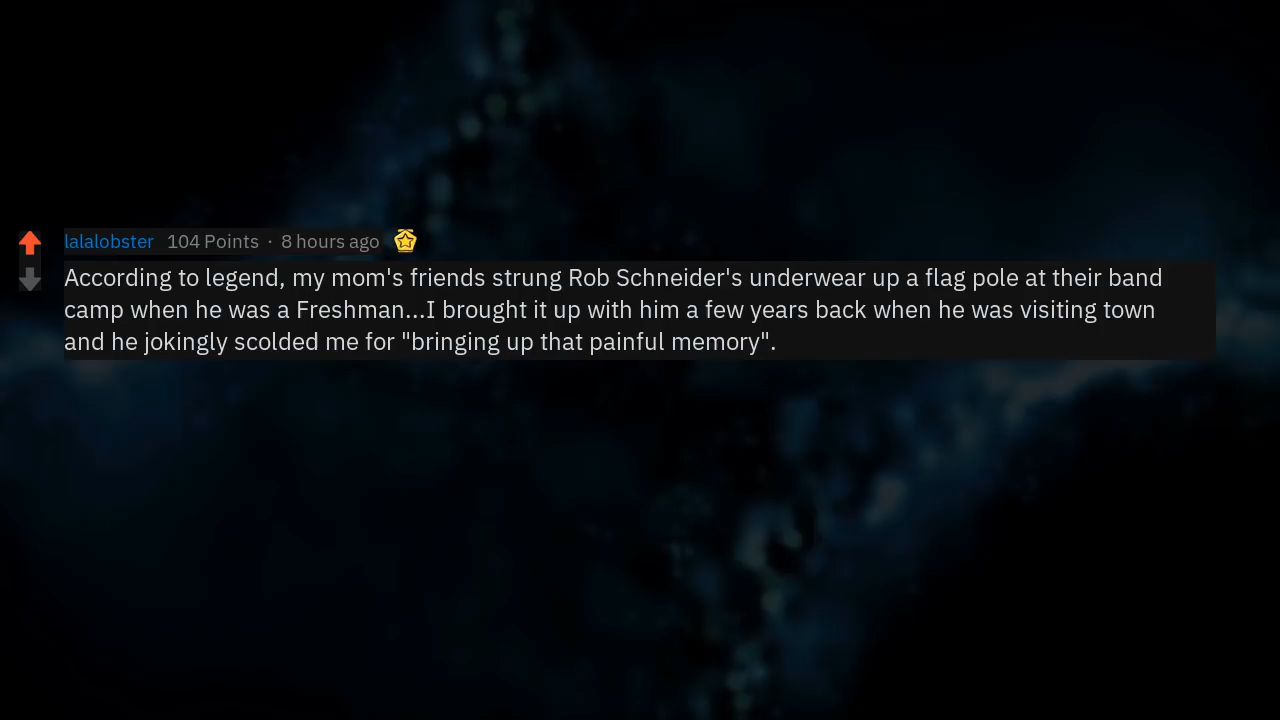 lalalobster 104 Points · 8 hours ago
According to legend, my mom's friends strung Rob Schneider's underwear up a flag pole at their band
camp when he was a Freshman...I brought it up with him a few years back when he was visiting town
and he jokingly scolded me for "bringing up that painful memory".